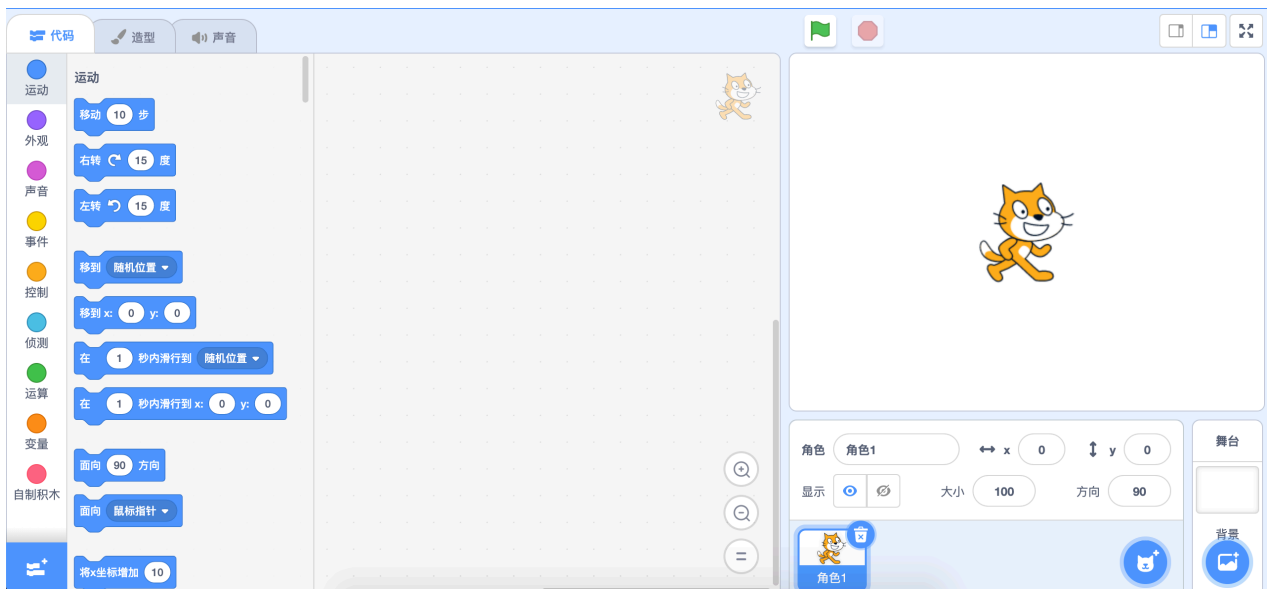 代码
造型
声音
运动
外观
声音
事件
控制
侦测
运算
变量
自制积木
运动
移动 10 步
右转 15 度
左转 15 度
移到 随机位置
移到 x: 0 y: 0
在 1 秒内滑行到 随机位置
在 1 秒内滑行到 x: 0 y: 0
面向 90 方向
面向 鼠标指针
将x坐标增加 10
角色 角色1 x 0 y 0
显示 大小 100 方向 90
角色1
舞台
背景